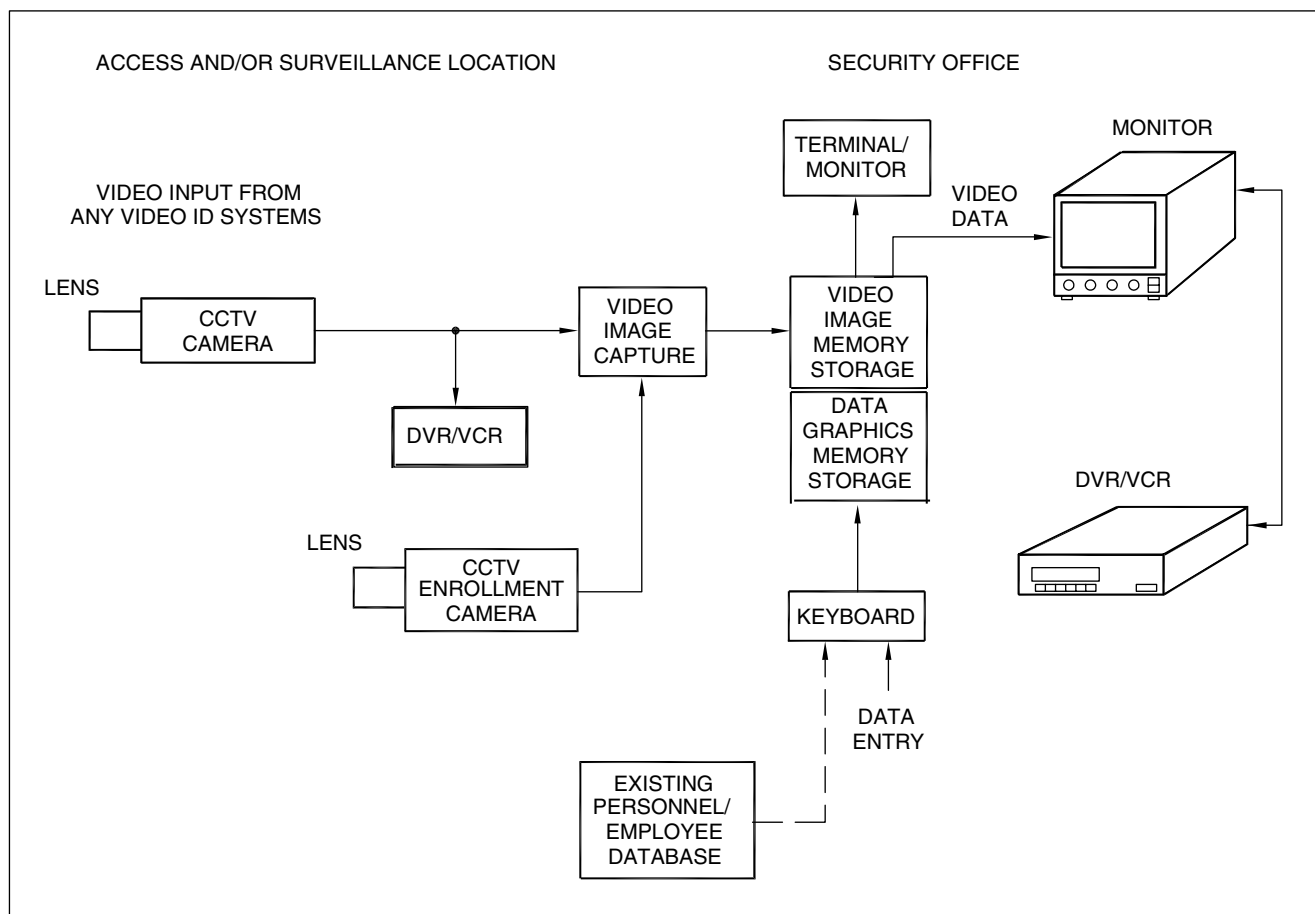 ACCESS AND/OR SURVEILLANCE LOCATION
SECURITY OFFICE
MONITOR
TERMINAL/
MONITOR
VIDEO
DATA
VIDEO INPUT FROM
ANY VIDEO ID SYSTEMS
LENS
CCTV
CAMERA
VIDEO
IMAGE
CAPTURE
VIDEO
IMAGE
MEMORY
STORAGE
DVR/VCR
DATA
GRAPHICS
MEMORY
STORAGE
DVR/VCR
LENS
CCTV
ENROLLMENT
CAMERA
KEYBOARD
DATA
ENTRY
EXISTING
PERSONNEL/
EMPLOYEE
DATABASE